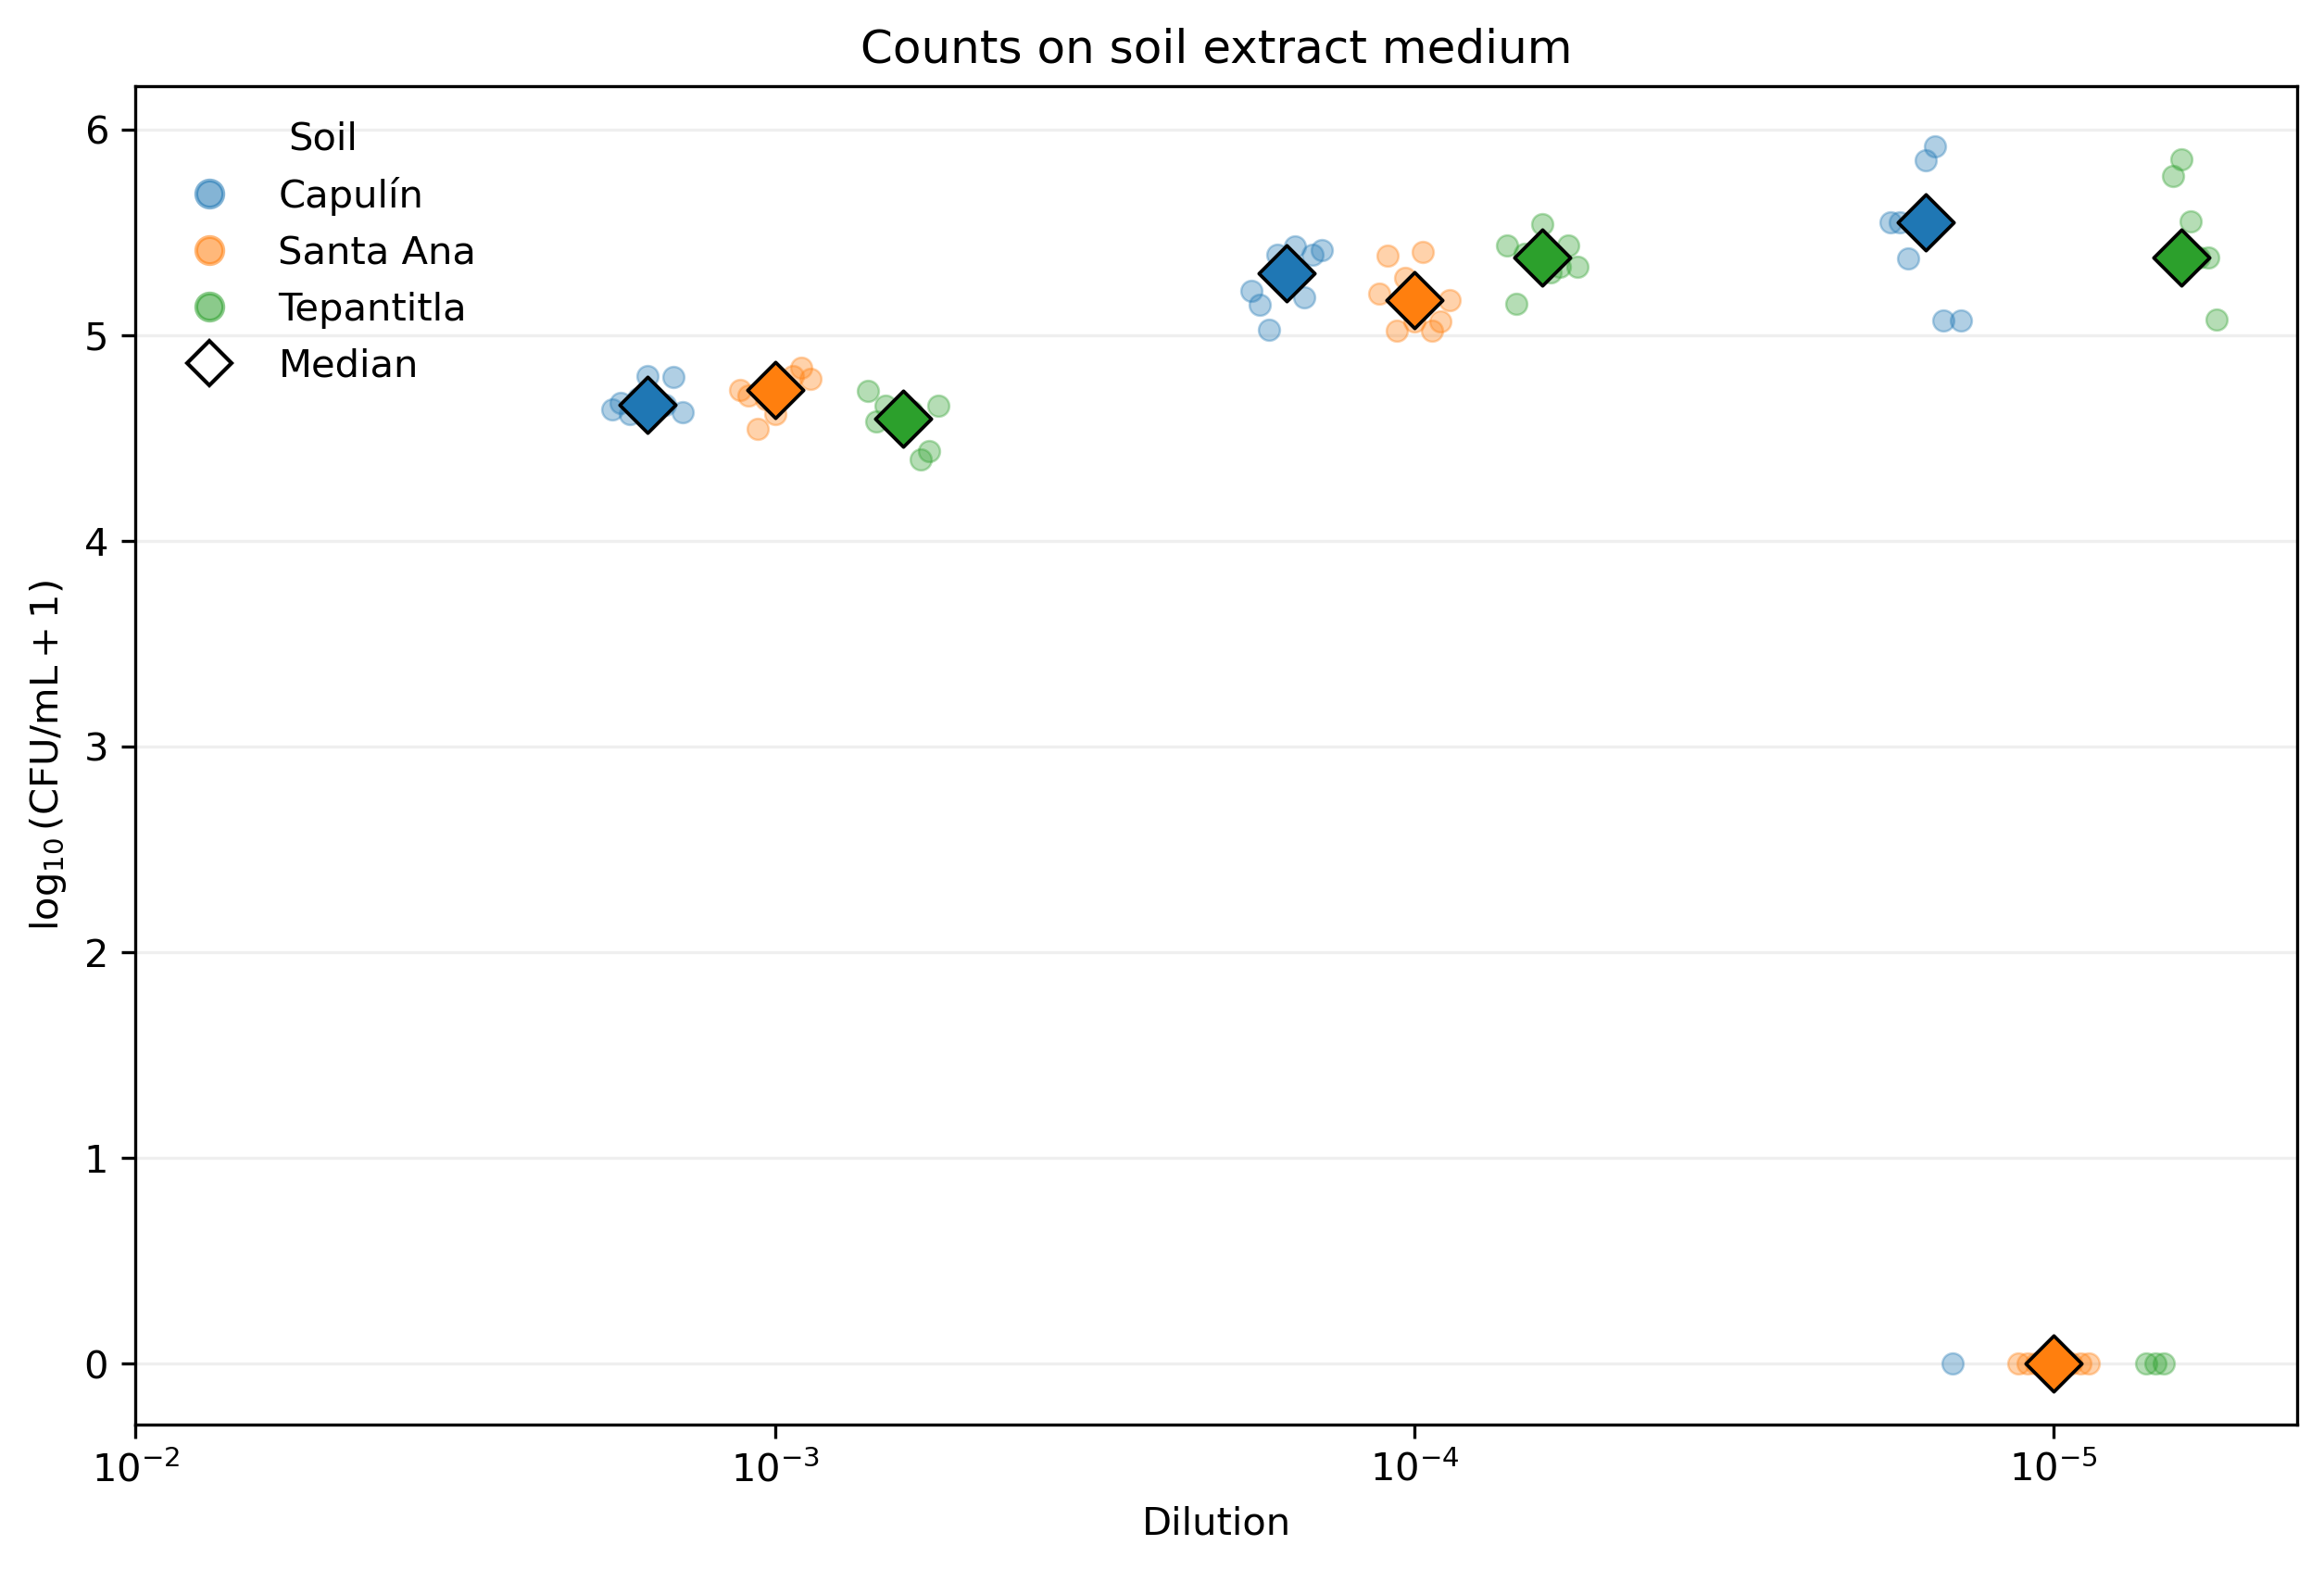 Counts on soil extract medium
Soil
Capulín
Santa Ana
Tepantitla
Median
6
5
4
3
2
1
0
log₁₀(CFU/mL + 1)
10⁻² 10⁻³ 10⁻⁴ 10⁻⁵
Dilution